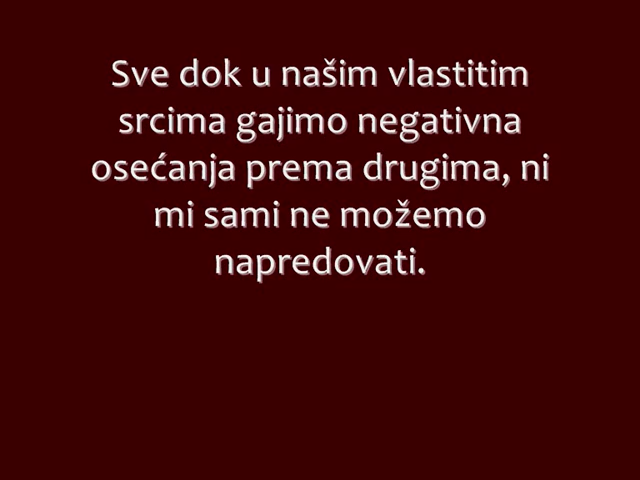 Sve dok u našim vlastitim
srcima gajimo negativna
osećanja prema drugima, ni
mi sami ne možemo
napredovati.